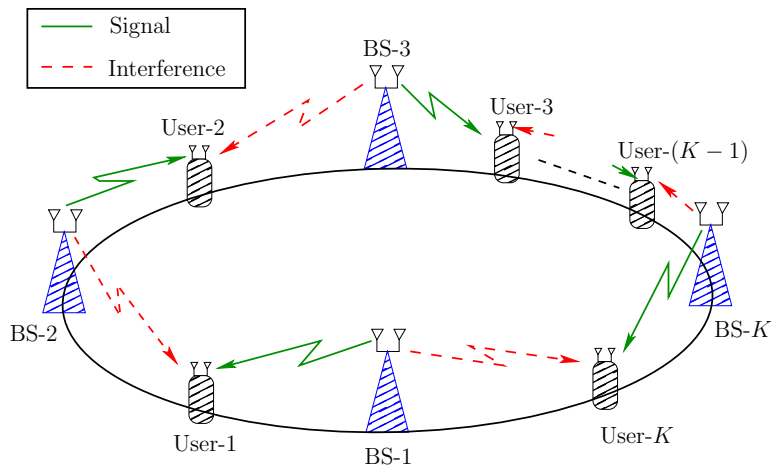 Signal
Interference
BS-3
User-3
User-2
User-(K − 1)
BS-2
BS-K
User-1
BS-1
User-K